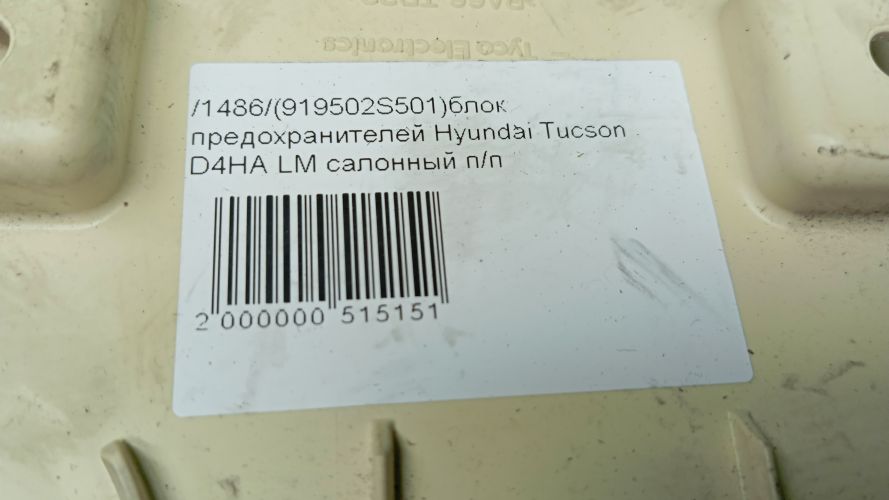 Tyco Electronics
/1486/(919502S501)блок
предохранителей Hyundai Tucson
D4HA LM салонный п/п
2 000000 515151